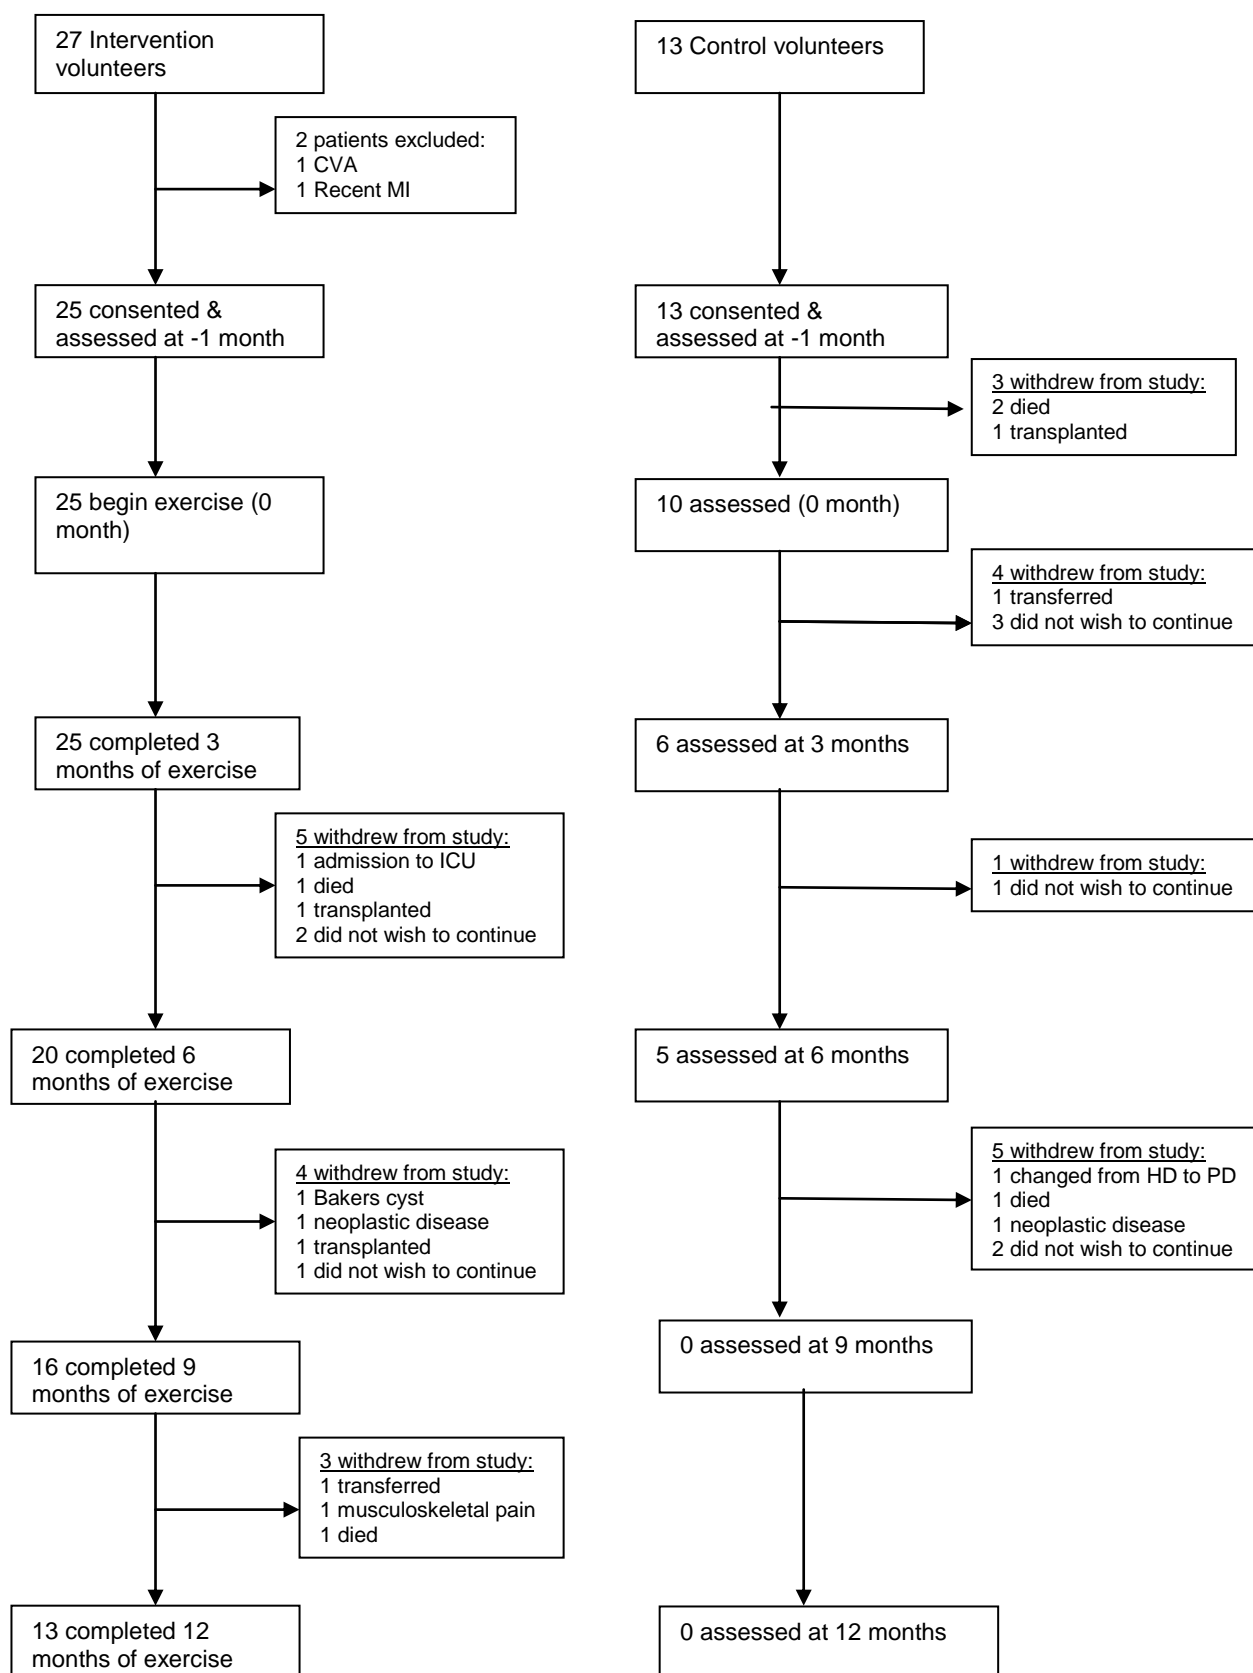 27 Intervention
volunteers
2 patients excluded:
1 CVA
1 Recent MI
25 consented &
assessed at -1 month
25 begin exercise (0
month)
25 completed 3
months of exercise
5 withdrew from study:
1 admission to ICU
1 died
1 transplanted
2 did not wish to continue
20 completed 6
months of exercise
4 withdrew from study:
1 Bakers cyst
1 neoplastic disease
1 transplanted
1 did not wish to continue
16 completed 9
months of exercise
3 withdrew from study:
1 transferred
1 musculoskeletal pain
1 died
13 completed 12
months of exercise
13 Control volunteers
13 consented &
assessed at -1 month
3 withdrew from study:
2 died
1 transplanted
10 assessed (0 month)
4 withdrew from study:
1 transferred
3 did not wish to continue
6 assessed at 3 months
1 withdrew from study:
1 did not wish to continue
5 assessed at 6 months
5 withdrew from study:
1 changed from HD to PD
1 died
1 neoplastic disease
2 did not wish to continue
0 assessed at 9 months
0 assessed at 12 months